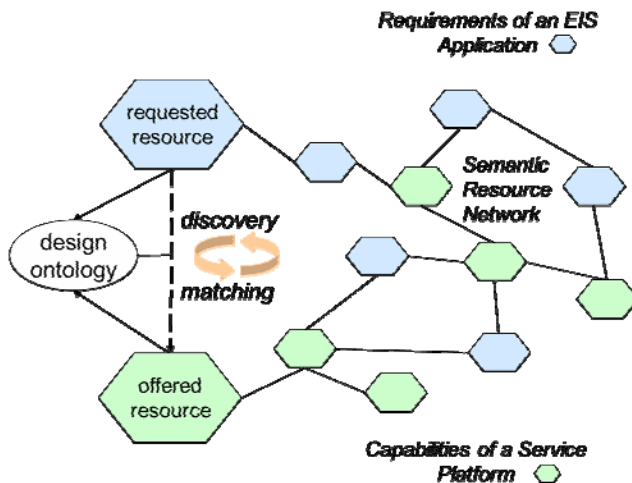 Requirements of an EIS
Application
requested
resource
Semantic
Resource
Network
discovery
design
ontology
matching
offered
resource
Capabilities of a Service
Platform